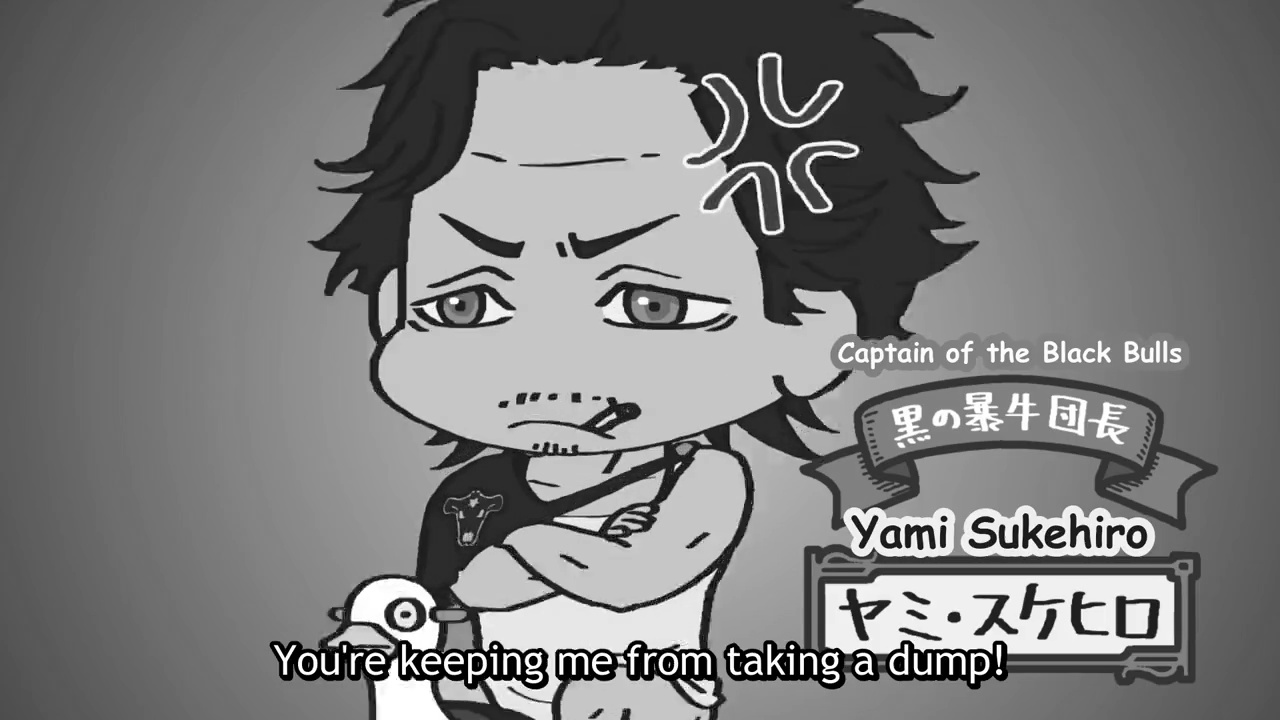 Captain of the Black Bulls
黒の暴牛団長
Yami Sukehiro
ヤミ・スケヒロ
You're keeping me from taking a dump!